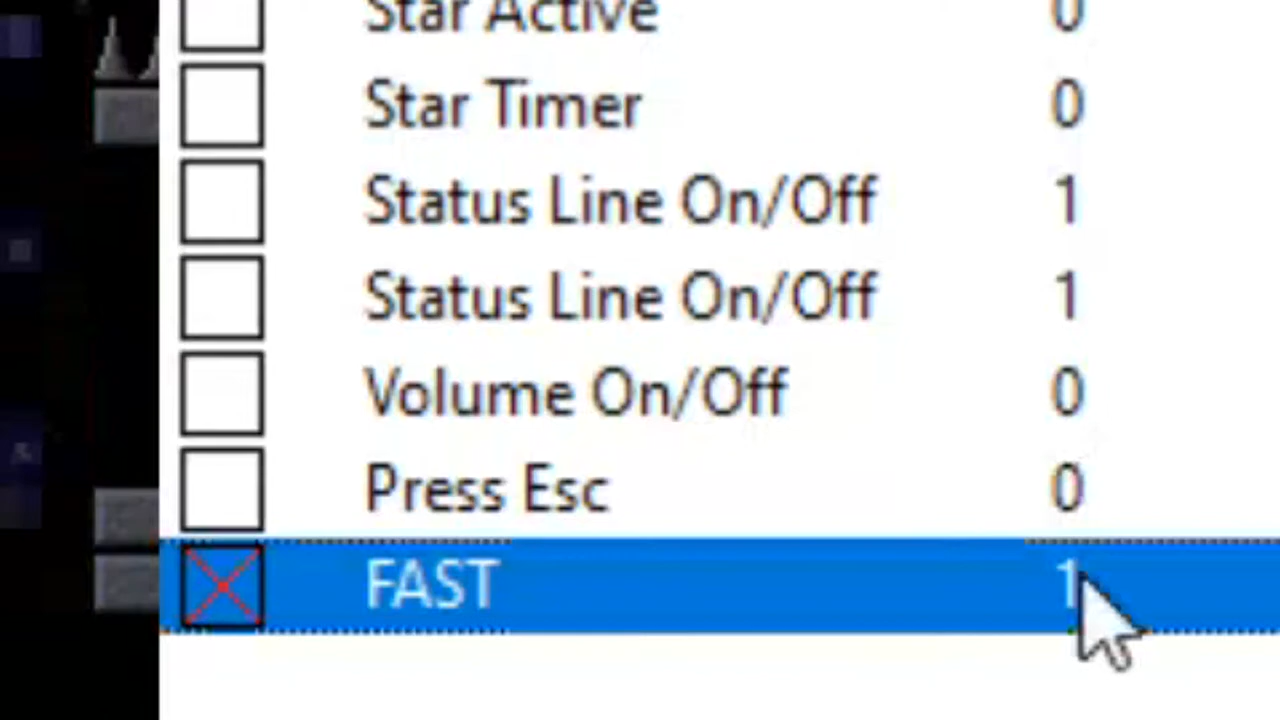 Star Active 0
Star Timer 0
Status Line On/Off 1
Status Line On/Off 1
Volume On/Off 0
Press Esc 0
FAST 1